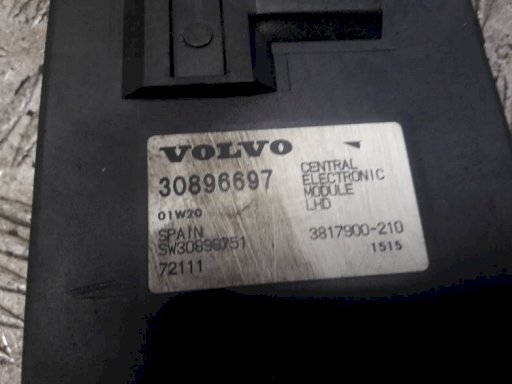 VOLVO
30896697
CENTRAL
ELECTRONIC
MODULE
LHD
01W20
SPAIN
3817900-210
SW30896751
1515
72111